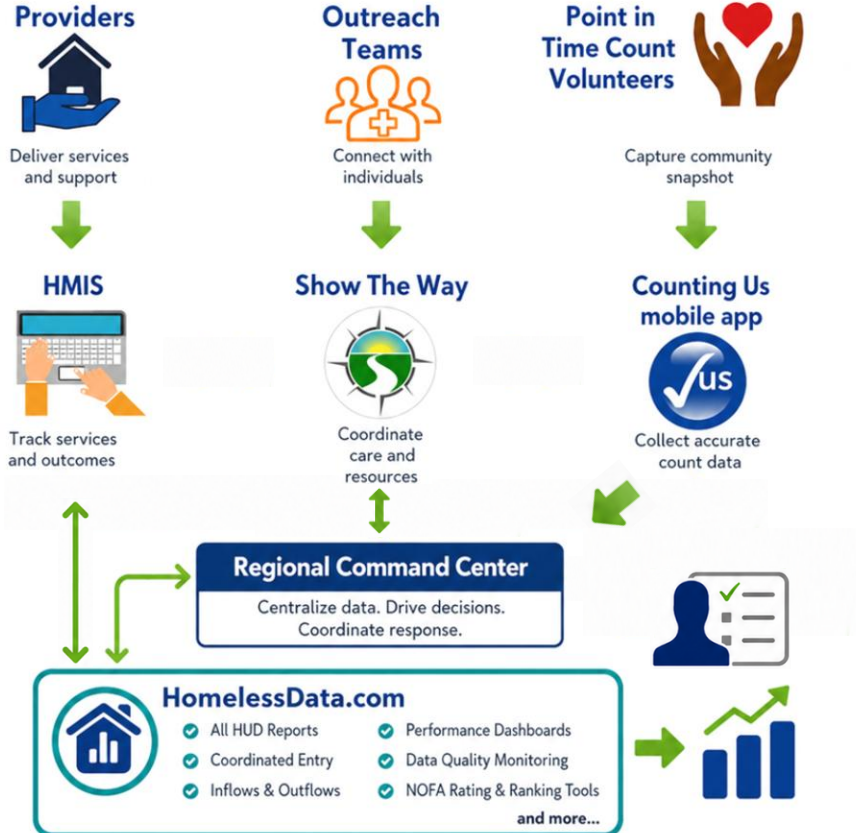 Providers
Deliver services
and support
Outreach
Teams
Connect with
individuals
Point in
Time Count
Volunteers
Capture community
snapshot
HMIS
Track services
and outcomes
Show The Way
Coordinate
care and
resources
Counting Us
mobile app
us
Collect accurate
count data
Regional Command Center
Centralize data. Drive decisions.
Coordinate response.
HomelessData.com
All HUD Reports
Coordinated Entry
Inflows & Outflows
Performance Dashboards
Data Quality Monitoring
NOFA Rating & Ranking Tools
and more...